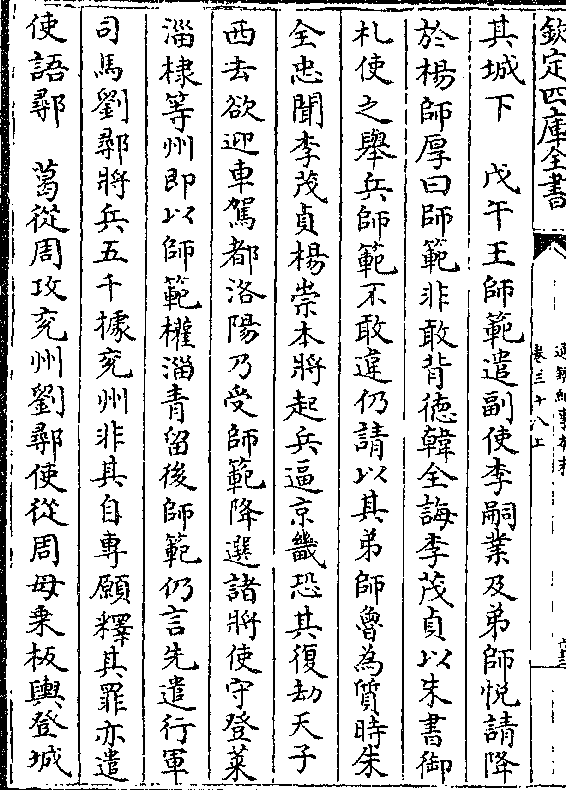 欽定四庫全書
通鑑紀事本末
卷三十八上
其城下　戊午王師範遣副使李嗣業及弟師悦請降
於楊師厚曰師範非敢背徳韓全誨李茂貞以朱書御
札使之舉兵師範不敢違仍請以其弟師魯為質時朱
全忠聞李茂貞楊崇本將起兵逼京畿恐其復劫天子
西去欲迎車駕都洛陽乃受師範降選諸將使守登萊
淄棣等州即以師範權淄青留後師範仍言先遣行軍
司馬劉鄩將兵五千據兖州非其自專願釋其罪亦遣
使語鄩　葛從周攻兖州劉鄩使從周母乗板輿登城